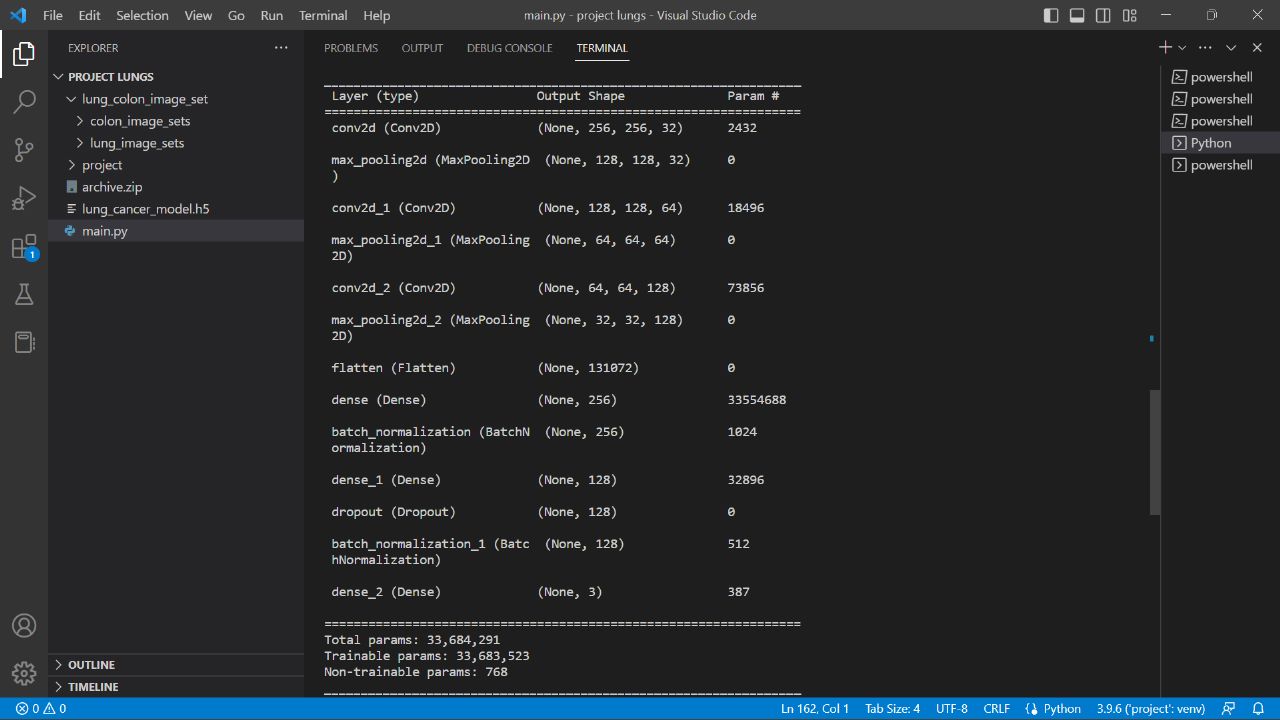 File Edit Selection View Go Run Terminal Help main.py - project lungs - Visual Studio Code
EXPLORER
PROJECT LUNGS
lung_colon_image_set
colon_image_sets
lung_image_sets
project
archive.zip
lung_cancer_model.h5
main.py
OUTLINE
TIMELINE
1
PROBLEMS OUTPUT DEBUG CONSOLE TERMINAL
Layer (type) Output Shape Param #
=================================================================
conv2d (Conv2D) (None, 256, 256, 32) 2432
max_pooling2d (MaxPooling2D (None, 128, 128, 32) 0
)
conv2d_1 (Conv2D) (None, 128, 128, 64) 18496
max_pooling2d_1 (MaxPooling (None, 64, 64, 64) 0
2D)
conv2d_2 (Conv2D) (None, 64, 64, 128) 73856
max_pooling2d_2 (MaxPooling (None, 32, 32, 128) 0
2D)
flatten (Flatten) (None, 131072) 0
dense (Dense) (None, 256) 33554688
batch_normalization (BatchN (None, 256) 1024
ormalization)
dense_1 (Dense) (None, 128) 32896
dropout (Dropout) (None, 128) 0
batch_normalization_1 (Batc (None, 128) 512
hNormalization)
dense_2 (Dense) (None, 3) 387
=================================================================
Total params: 33,684,291
Trainable params: 33,683,523
Non-trainable params: 768
powershell
powershell
powershell
Python
powershell
0 0 Ln 162, Col 1 Tab Size: 4 UTF-8 CRLF Python 3.9.6 ('project': venv)